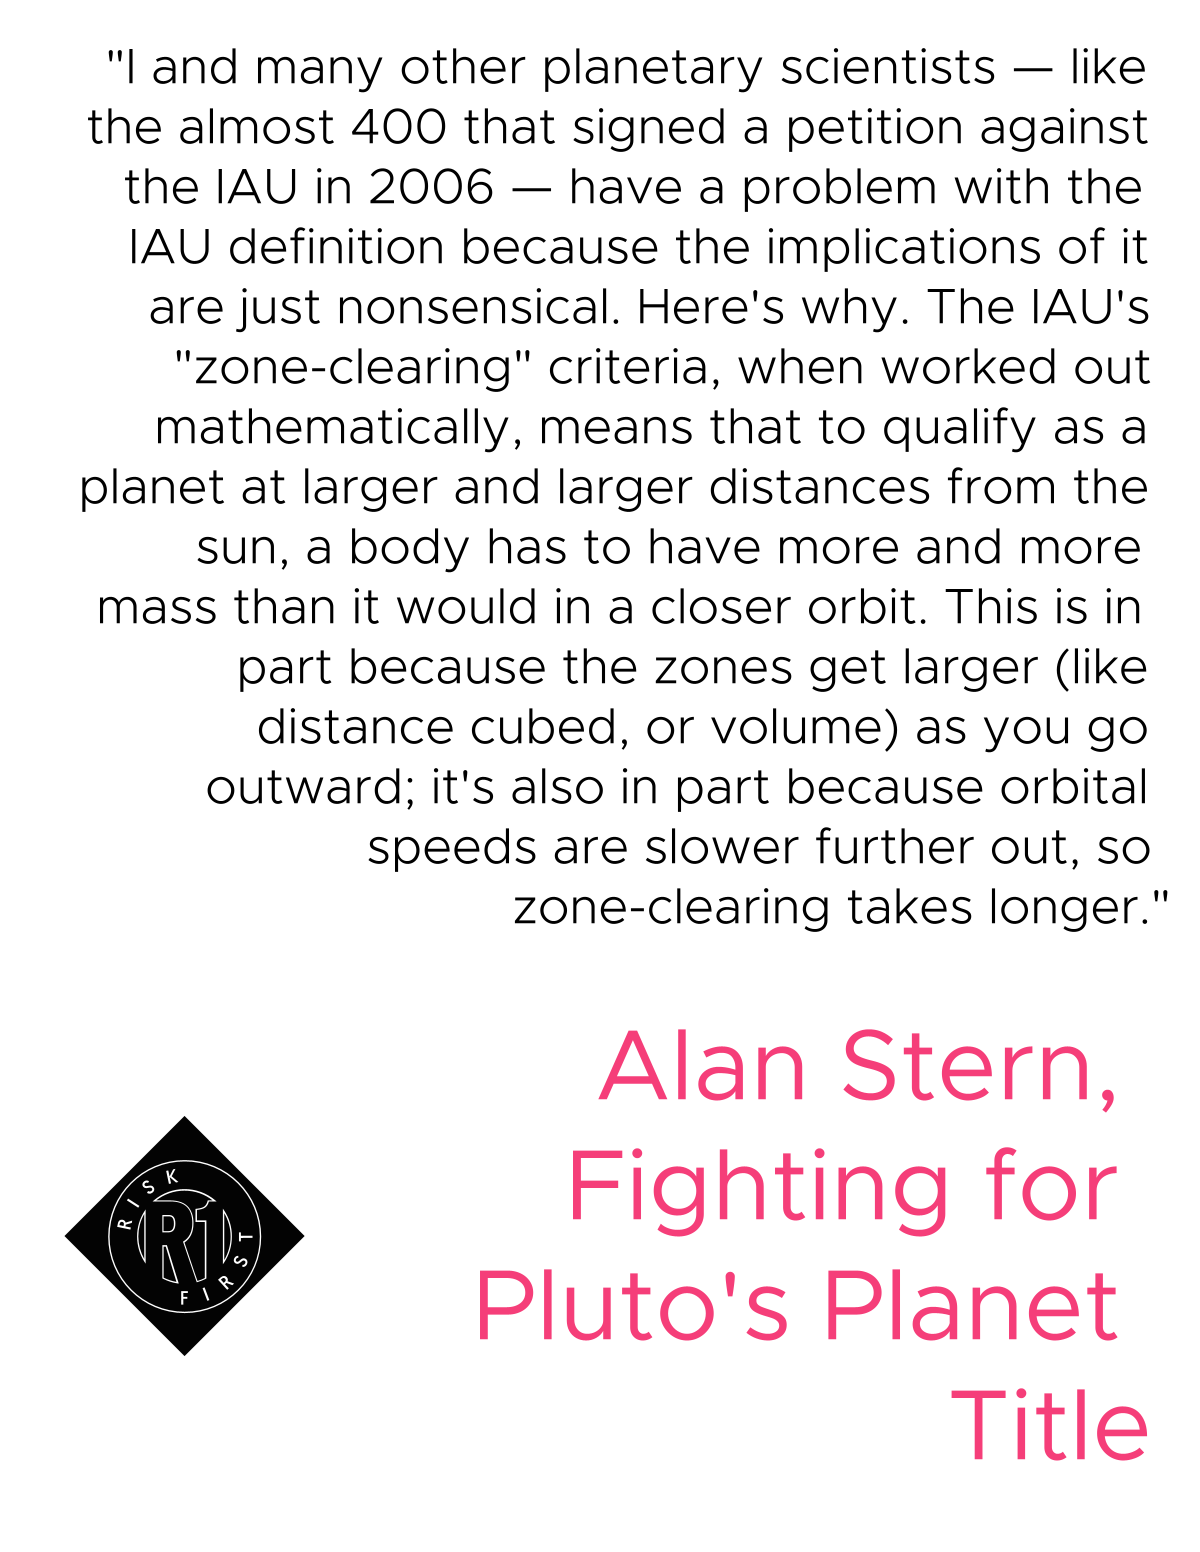 "I and many other planetary scientists — like
the almost 400 that signed a petition against
the IAU in 2006 — have a problem with the
IAU definition because the implications of it
are just nonsensical. Here's why. The IAU's
"zone-clearing" criteria, when worked out
mathematically, means that to qualify as a
planet at larger and larger distances from the
sun, a body has to have more and more
mass than it would in a closer orbit. This is in
part because the zones get larger (like
distance cubed, or volume) as you go
outward; it's also in part because orbital
speeds are slower further out, so
zone-clearing takes longer."
Alan Stern,
Fighting for
Pluto's Planet
Title
RISK
R1
FIRST